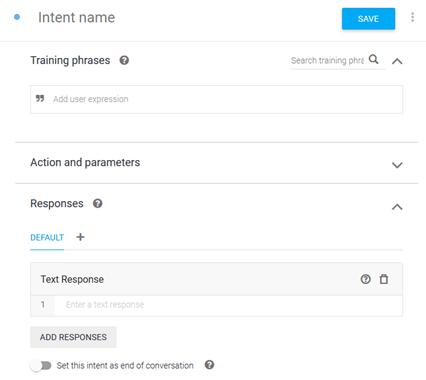 Intent name
SAVE
Training phrases ?
Search training phra
" Add user expression
Action and parameters
Responses ?
DEFAULT +
Text Response ?
1 Enter a text response
ADD RESPONSES
Set this intent as end of conversation ?